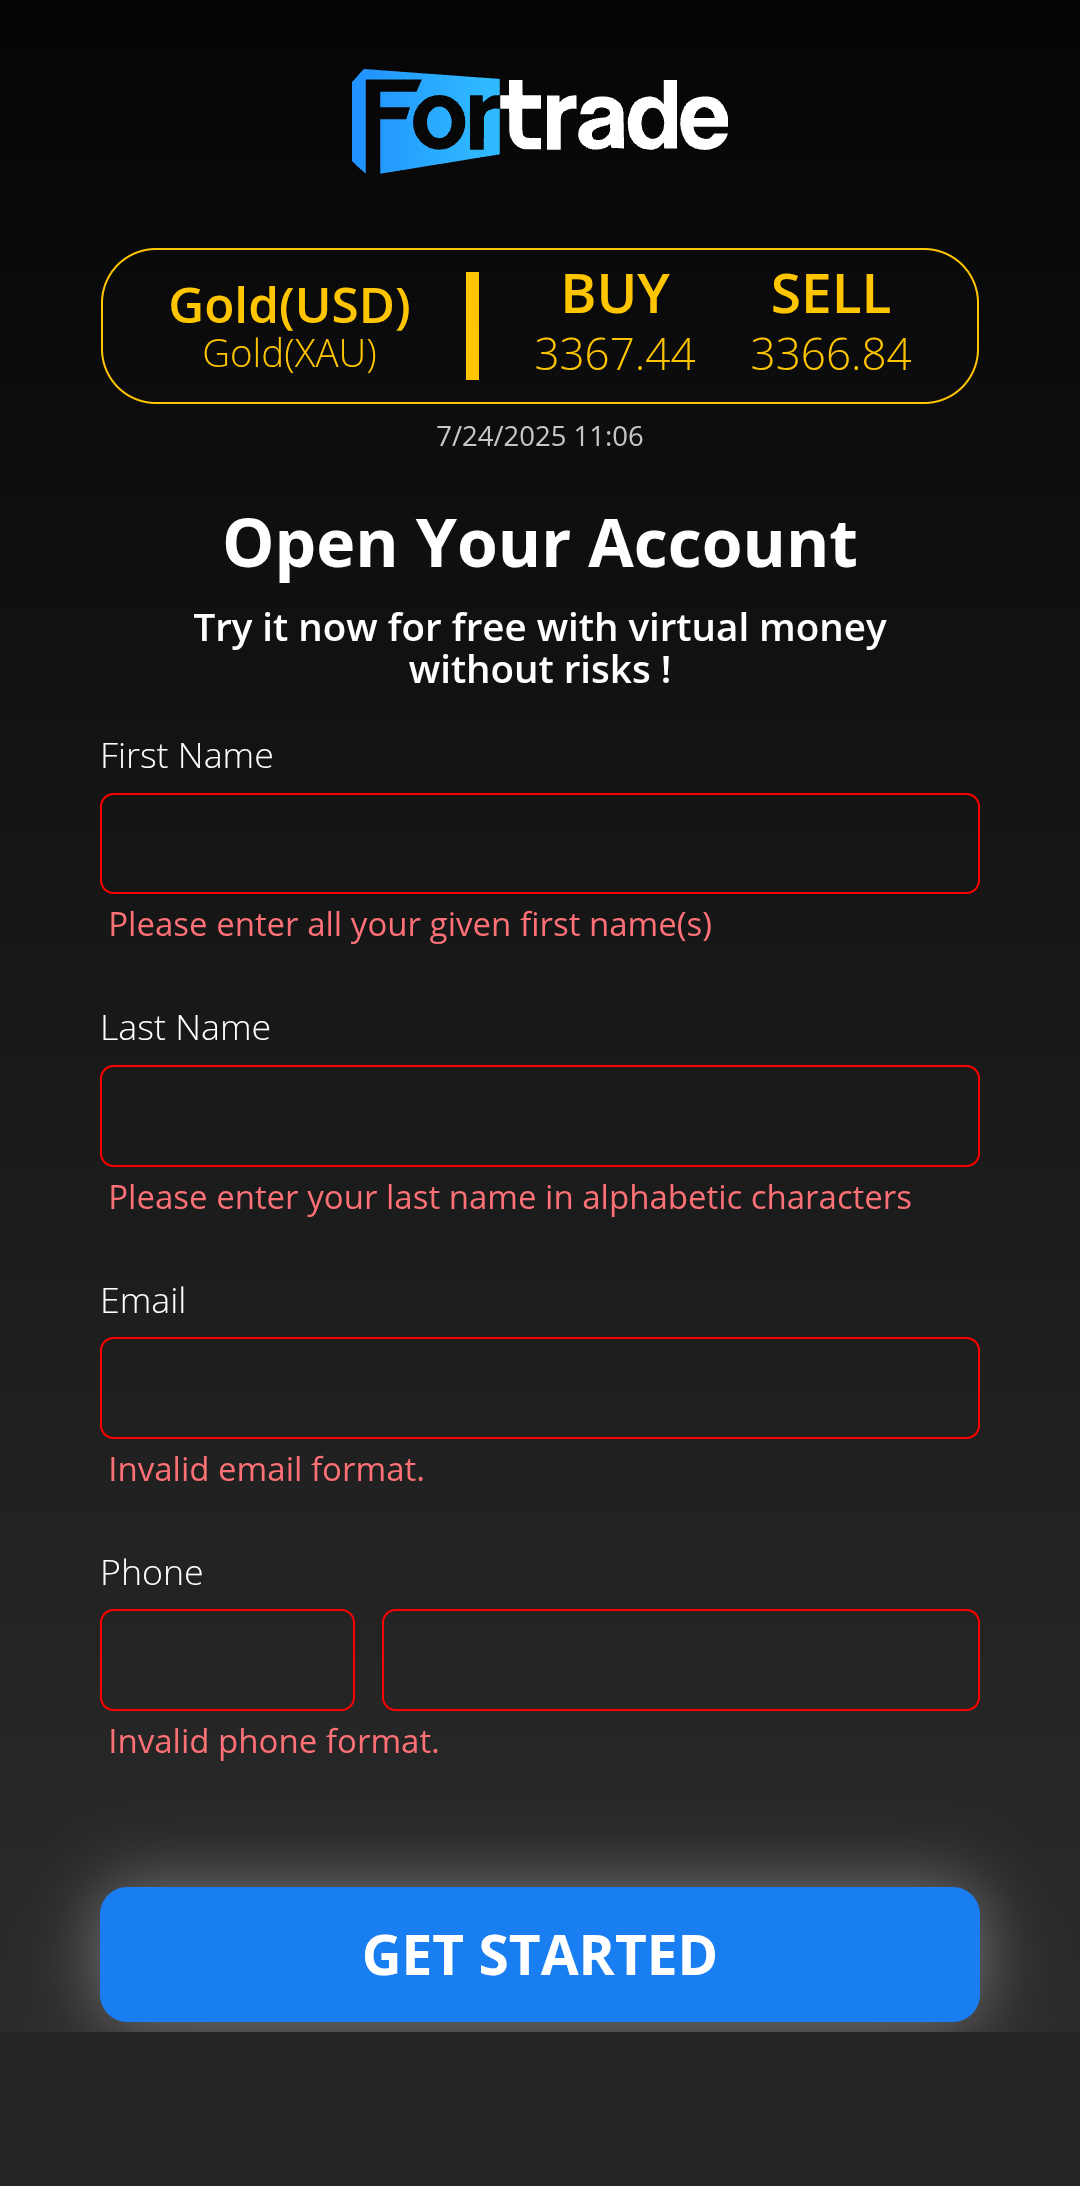 Fortrade
Gold(USD)
Gold(XAU)
BUY
3367.44
SELL
3366.84
7/24/2025 11:06
Open Your Account
Try it now for free with virtual money
without risks !
First Name
Please enter all your given first name(s)
Last Name
Please enter your last name in alphabetic characters
Email
Invalid email format.
Phone
Invalid phone format.
GET STARTED